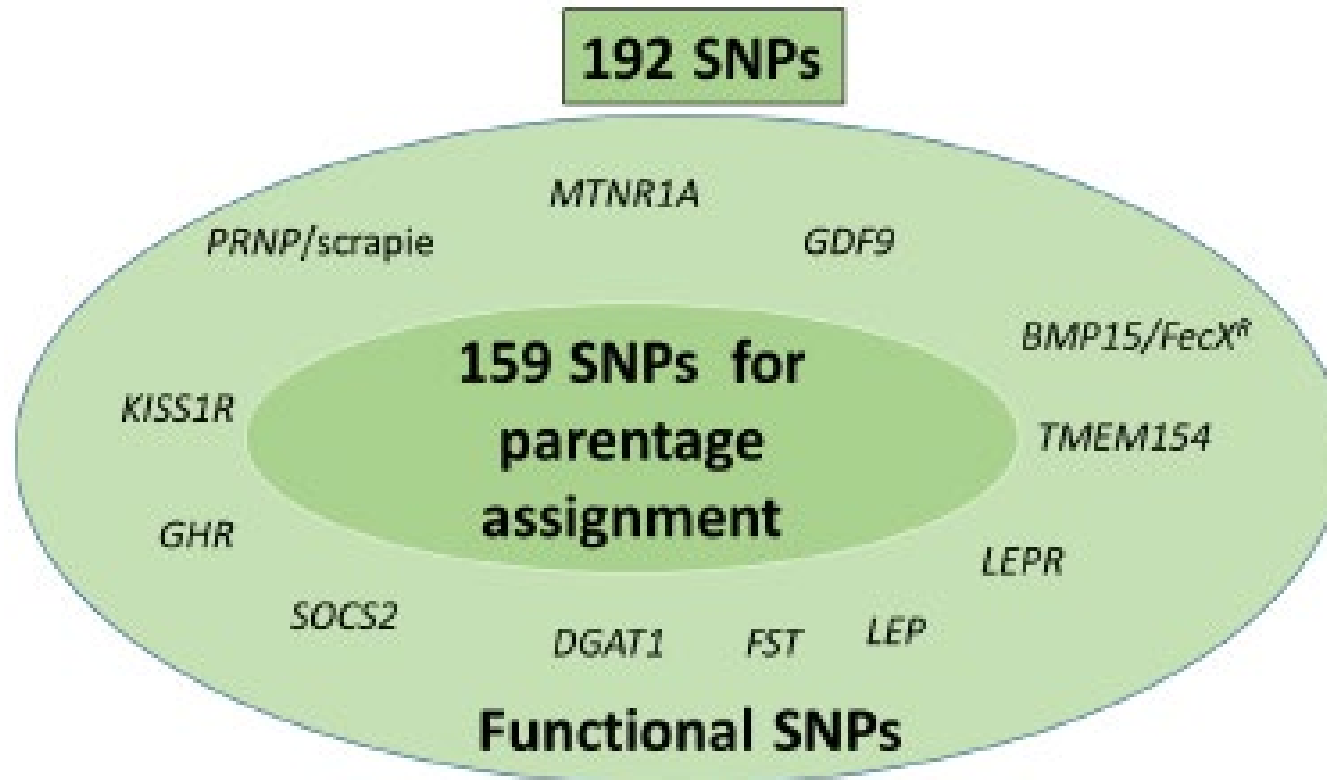 192 SNPs
MTNR1A
PRNP/scrapie
GDF9
BMP15/FecXᴿ
159 SNPs for
parentage
assignment
KISS1R
TMEM154
GHR
LEPR
SOCS2
DGAT1
FST
LEP
Functional SNPs